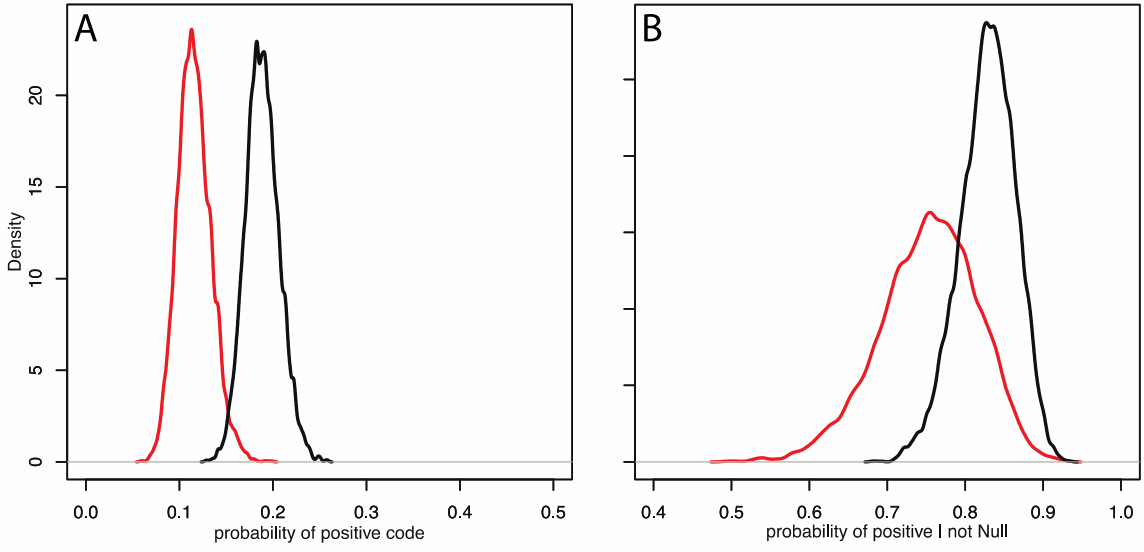 A
B
Density
20
15
10
5
0
0.0 0.1 0.2 0.3 0.4 0.5
probability of positive code
0.4 0.5 0.6 0.7 0.8 0.9 1.0
probability of positive I not Null